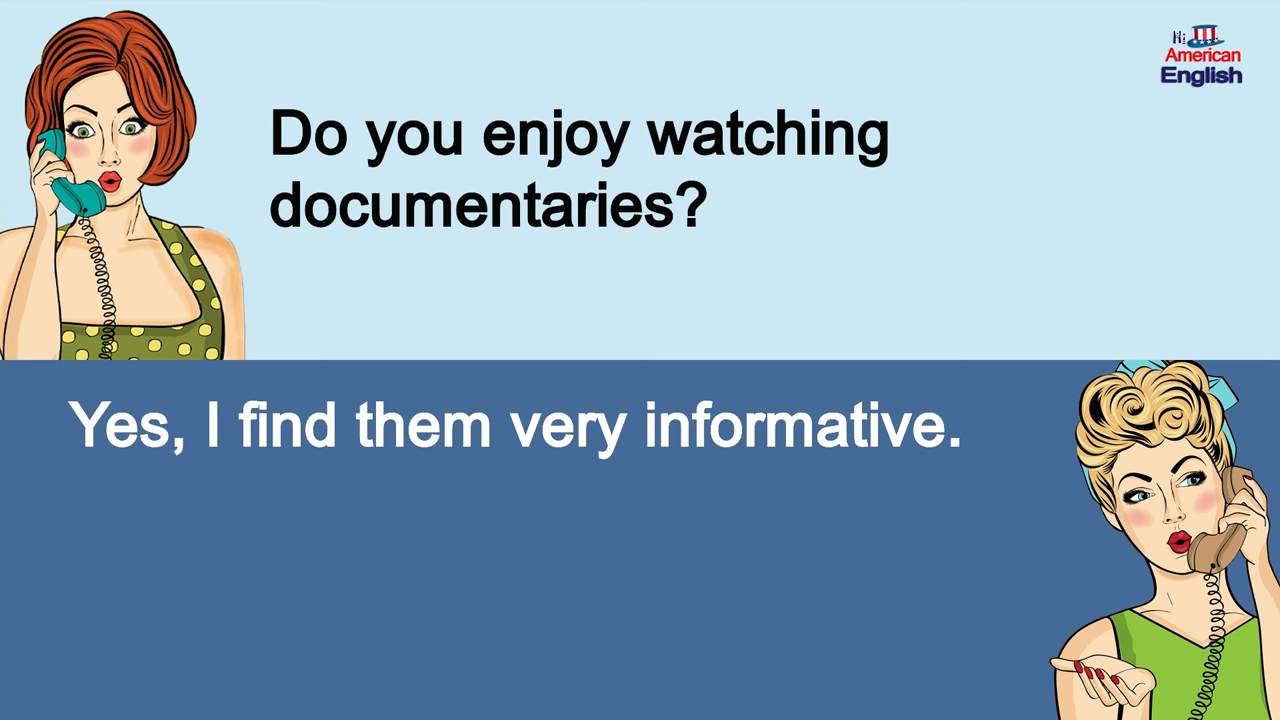 Hi
American
English
Do you enjoy watching
documentaries?
Yes, I find them very informative.